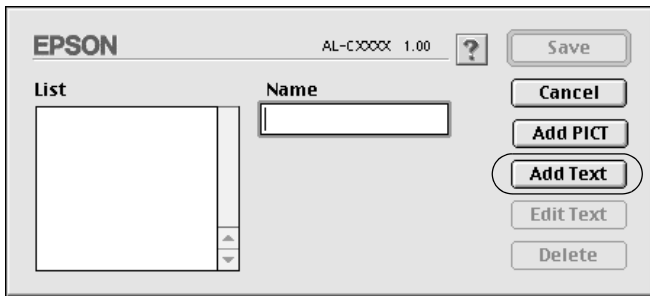 EPSON
AL-CXXXX 1.00
?
Save
List
Name
Cancel
Add PICT
Add Text
Edit Text
Delete